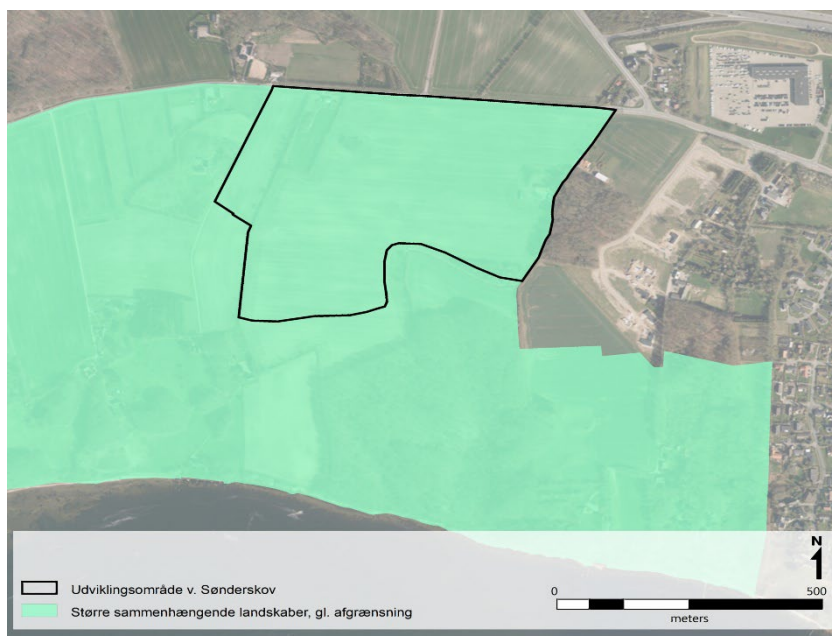 N
Udviklingsområde v. Sønderskov
Større sammenhængende landskaber, gl. afgrænsning
0 500
meters